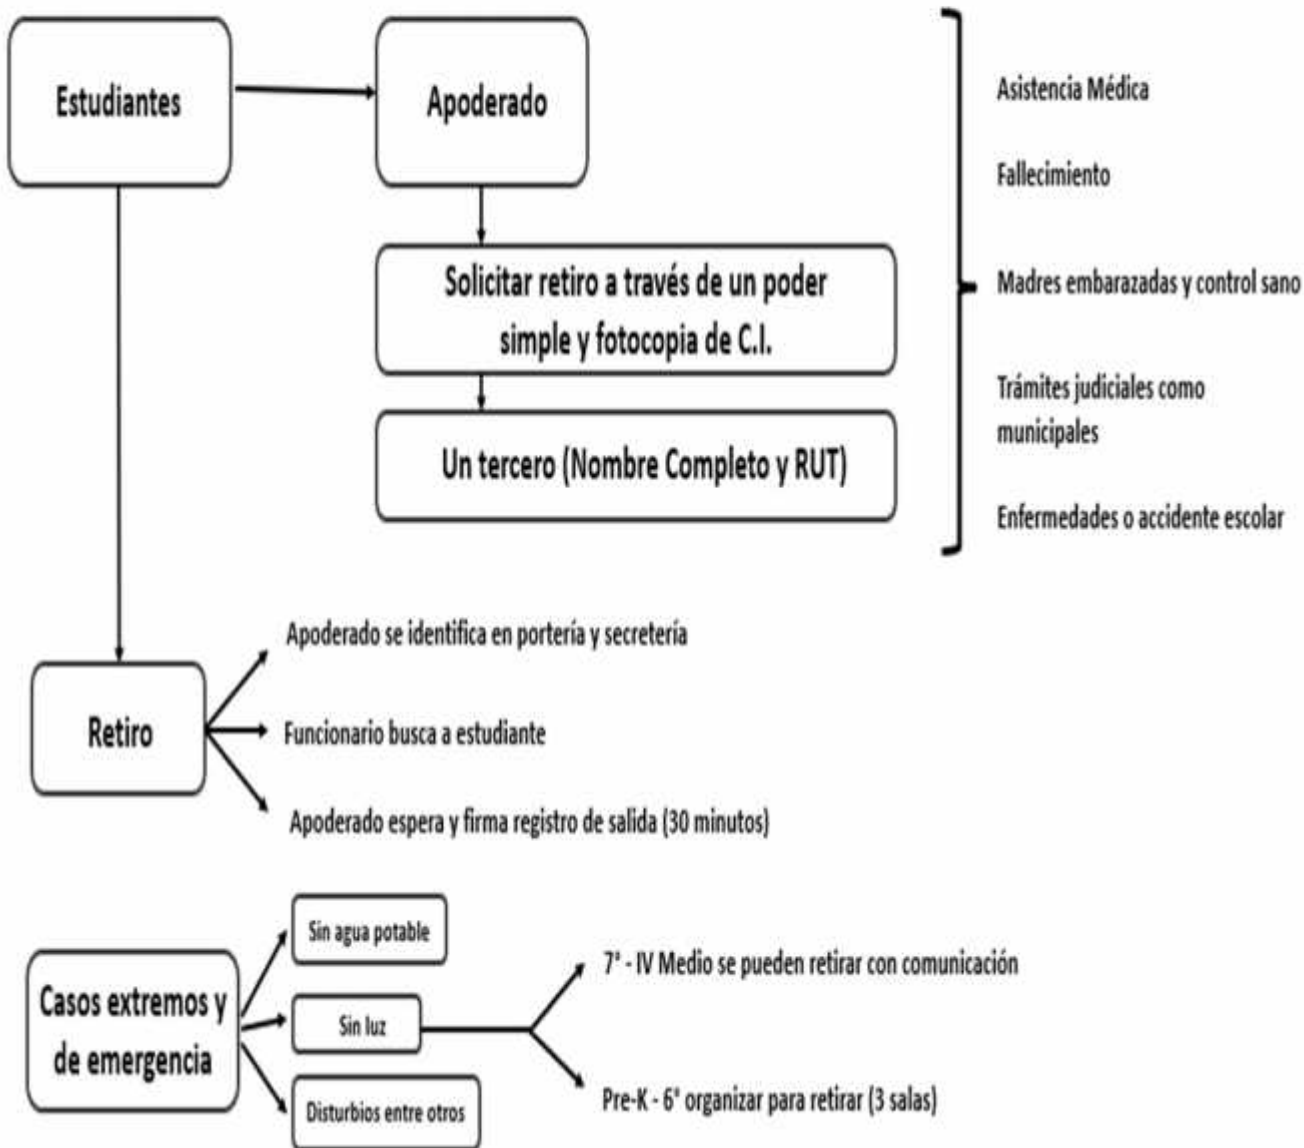 Estudiantes
Apoderado
Solicitar retiro a través de un poder
simple y fotocopia de C.I.
Un tercero (Nombre Completo y RUT)
Asistencia Médica
Fallecimiento
Madres embarazadas y control sano
Trámites judiciales como
municipales
Enfermedades o accidente escolar
Retiro
Apoderado se identifica en portería y secretería
Funcionario busca a estudiante
Apoderado espera y firma registro de salida (30 minutos)
Casos extremos y
de emergencia
Sin agua potable
Sin luz
Disturbios entre otros
7° - IV Medio se pueden retirar con comunicación
Pre-K - 6° organizar para retirar (3 salas)